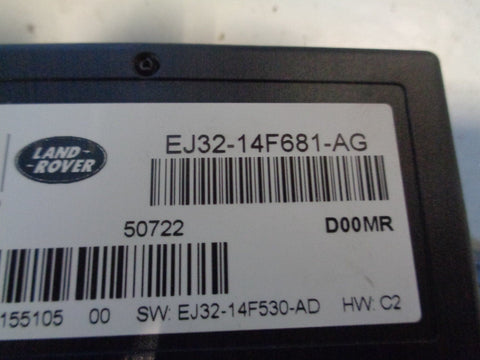 LAND-
-ROVER
EJ32-14F681-AG
50722 D00MR
155105 00 SW: EJ32-14F530-AD HW: C2